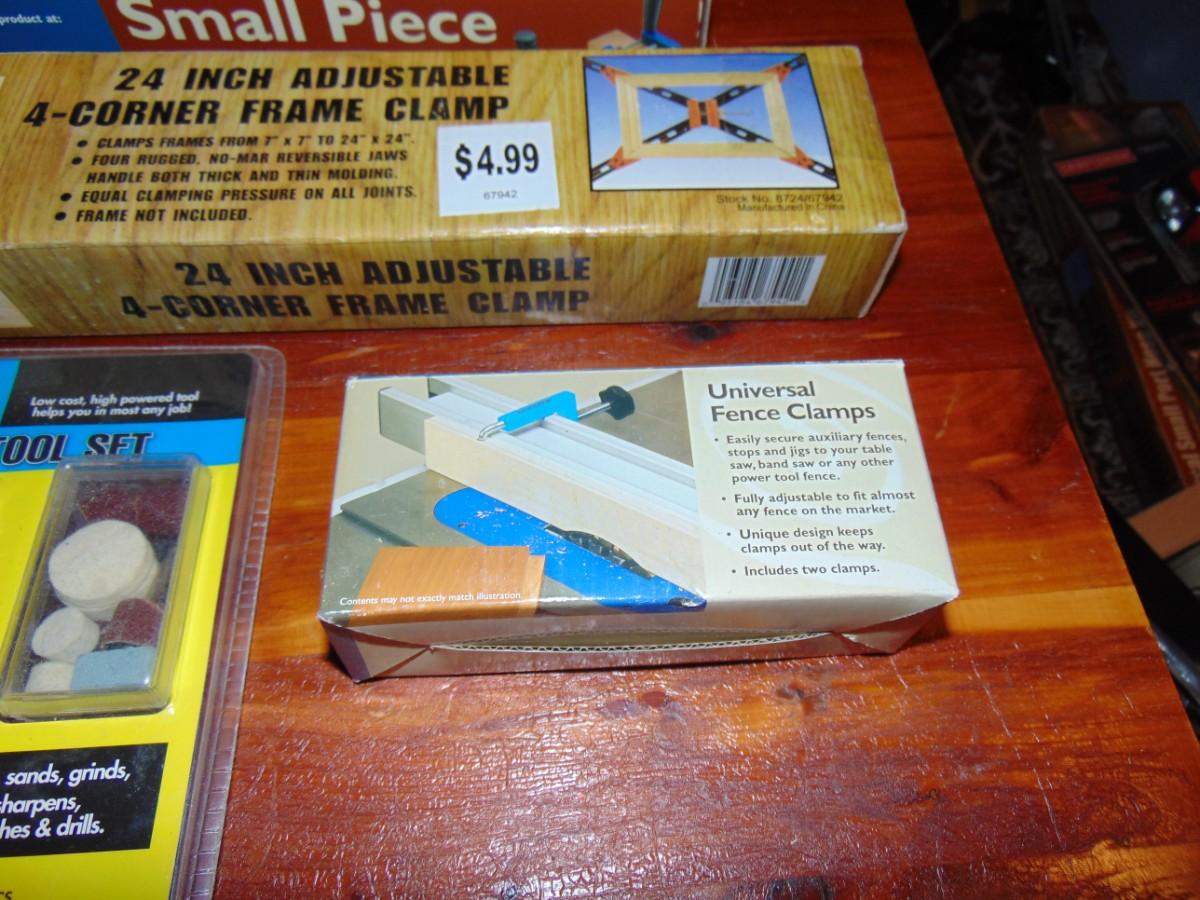 product at:
Small Piece
24 INCH ADJUSTABLE
4-CORNER FRAME CLAMP
• CLAMPS FRAMES FROM 7" x 7" TO 24" x 24".
• FOUR RUGGED, NO-MAR REVERSIBLE JAWS
HANDLE BOTH THICK AND THIN MOLDING.
• EQUAL CLAMPING PRESSURE ON ALL JOINTS.
• FRAME NOT INCLUDED.
$4.99
67942
Stock No. 8724/67942
Manufactured in China
24 INCH ADJUSTABLE
4-CORNER FRAME CLAMP
Low cost, high powered tool
helps you in most any job!
TOOL SET
sands, grinds,
sharpens,
hes & drills.
Universal
Fence Clamps
• Easily secure auxiliary fences,
stops and jigs to your table
saw, band saw or any other
power tool fence.
• Fully adjustable to fit almost
any fence on the market.
• Unique design keeps
clamps out of the way.
• Includes two clamps.
Contents may not exactly match illustration.